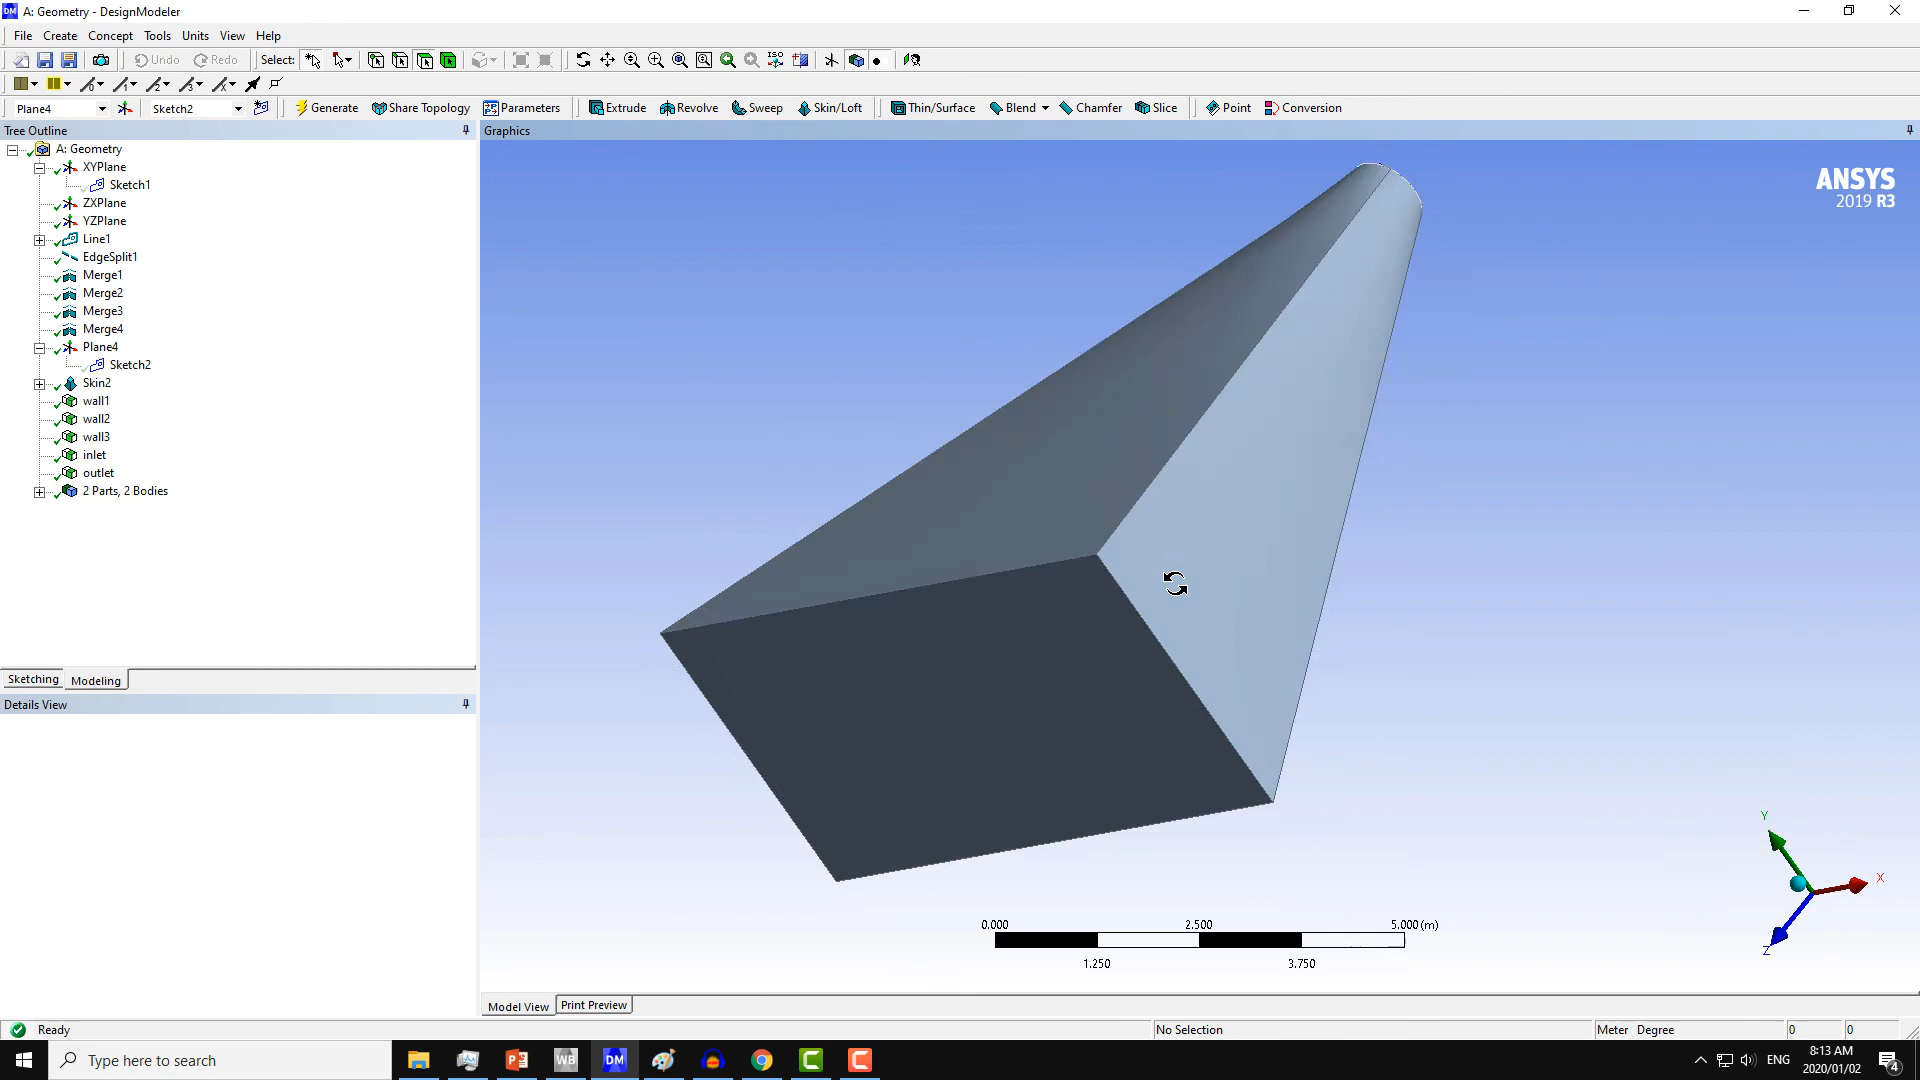 A: Geometry - DesignModeler
File Create Concept Tools Units View Help
Undo Redo Select: ISO
Plane4 Sketch2 Generate Share Topology Parameters Extrude Revolve Sweep Skin/Loft Thin/Surface Blend Chamfer Slice Point Conversion
Tree Outline
Graphics
A: Geometry
XYPlane
Sketch1
ZXPlane
YZPlane
Line1
EdgeSplit1
Merge1
Merge2
Merge3
Merge4
Plane4
Sketch2
Skin2
wall1
wall2
wall3
inlet
outlet
2 Parts, 2 Bodies
Sketching Modeling
Details View
ANSYS
2019 R3
Y
X
Z
0.000 2.500 5.000 (m)
1.250 3.750
Model View Print Preview
Ready No Selection Meter Degree 0 0
Type here to search
WB DM
ENG
8:13 AM
2020/01/02
4